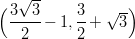 (3√3/2 − 1, 3/2 + √3)